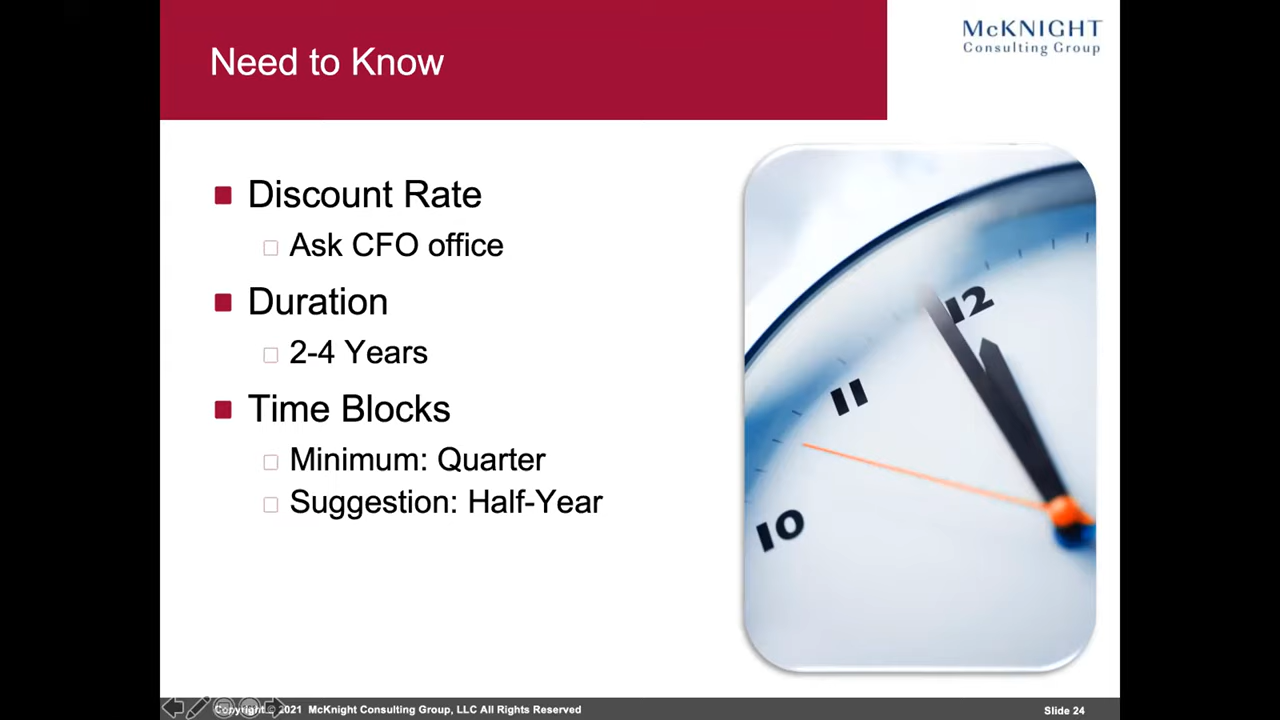 Need to Know
McKNIGHT
Consulting Group
Discount Rate
Ask CFO office
Duration
2-4 Years
Time Blocks
Minimum: Quarter
Suggestion: Half-Year
12
11
10
Copyright © 2021 McKnight Consulting Group, LLC All Rights Reserved
Slide 24